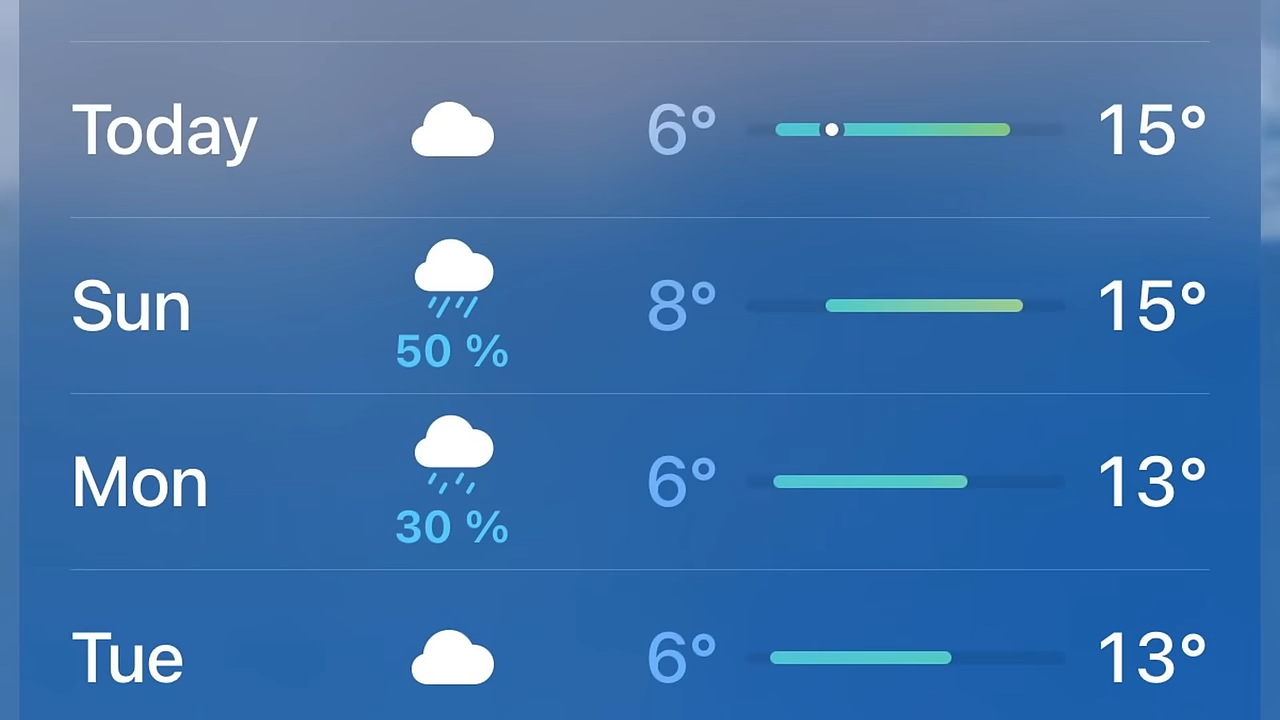 Today 6° 15°
Sun 50 % 8° 15°
Mon 30 % 6° 13°
Tue 6° 13°